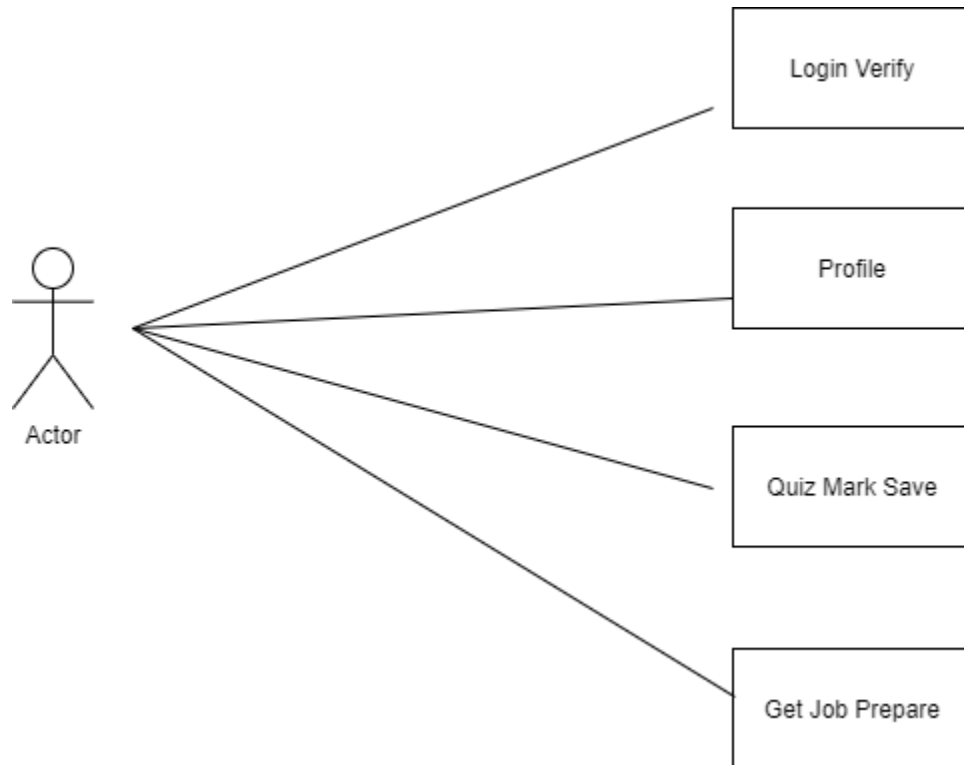 Login Verify
Profile
Actor
Quiz Mark Save
Get Job Prepare